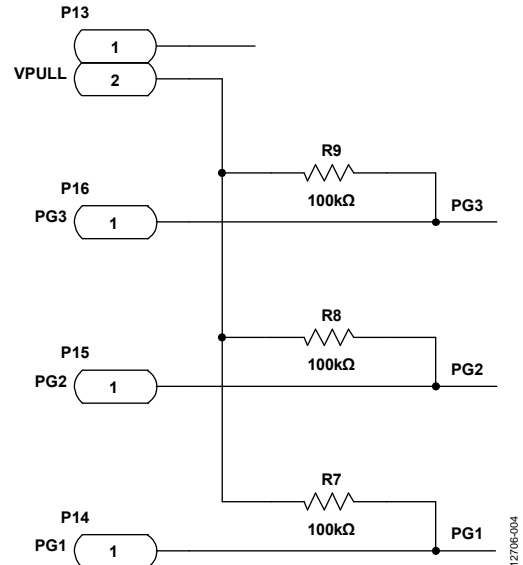 P13
1
VPULL 2
R9
P16
100kΩ
PG3 1 PG3
R8
P15
100kΩ
PG2 1 PG2
R7
P14
100kΩ
PG1 1 PG1
12706-004